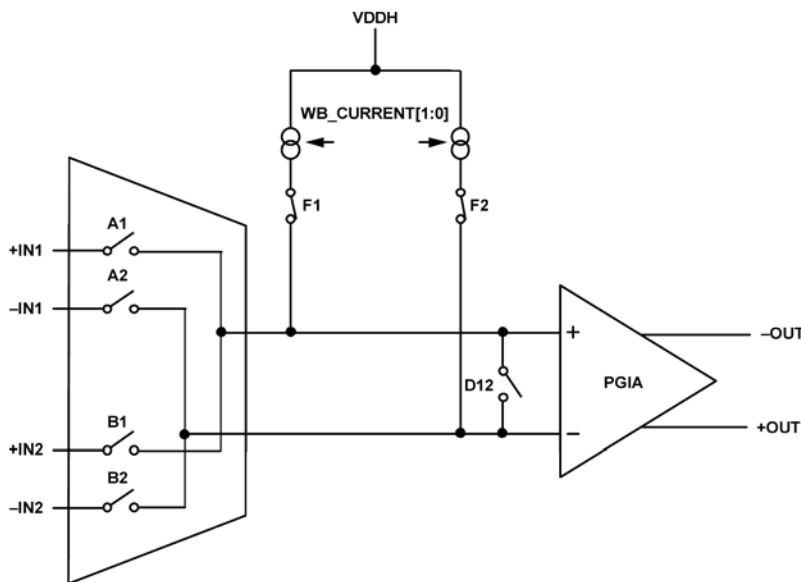 VDDH
WB_CURRENT[1:0]
F1
F2
A1
+IN1
A2
–IN1
+
–OUT
D12
PGIA
B1
–
+OUT
+IN2
B2
–IN2